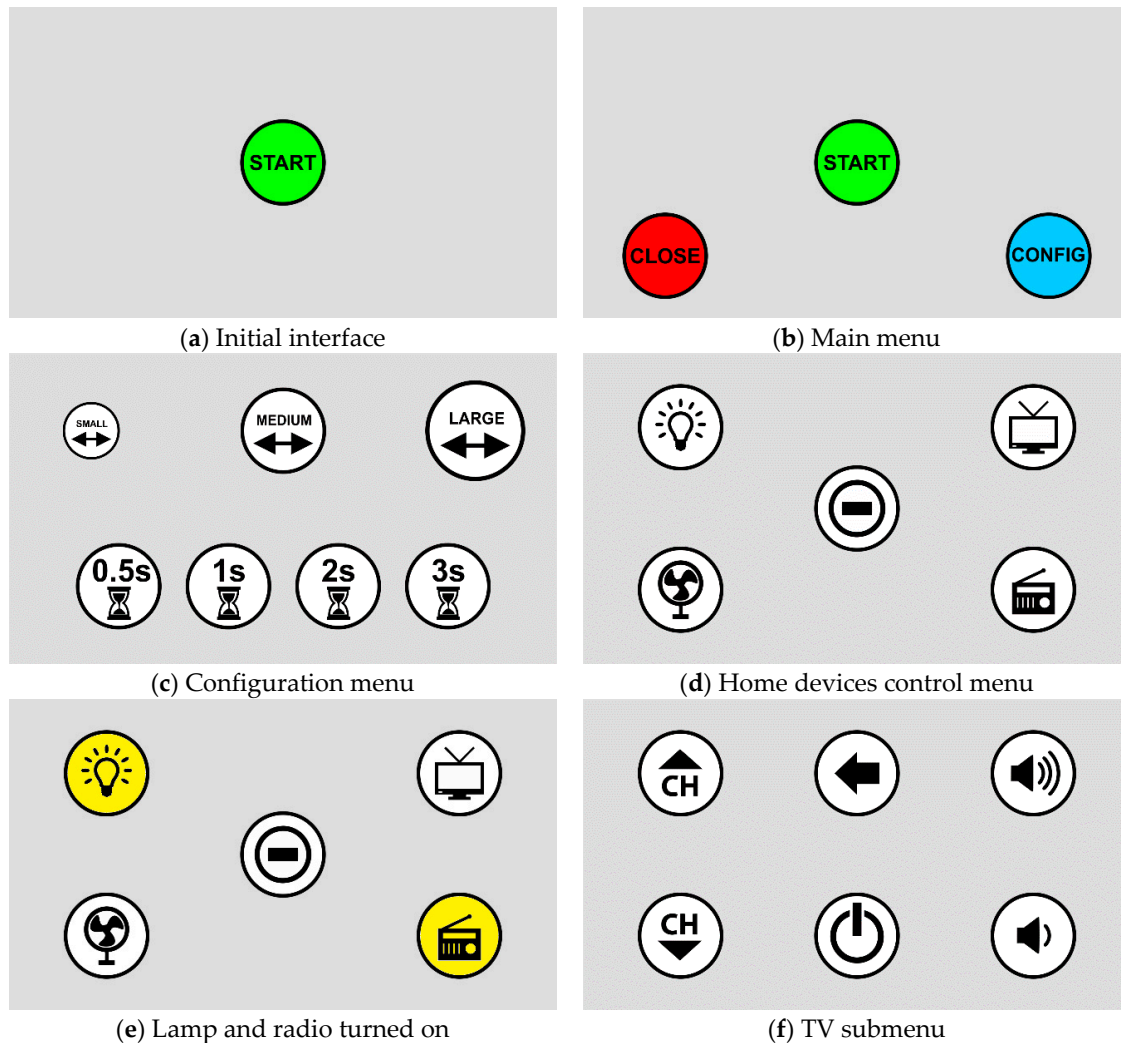 START
START
CLOSE
CONFIG
(a) Initial interface
(b) Main menu
SMALL
MEDIUM
LARGE
0.5s
1s
2s
3s
(c) Configuration menu
(d) Home devices control menu
CH
CH
(e) Lamp and radio turned on
(f) TV submenu